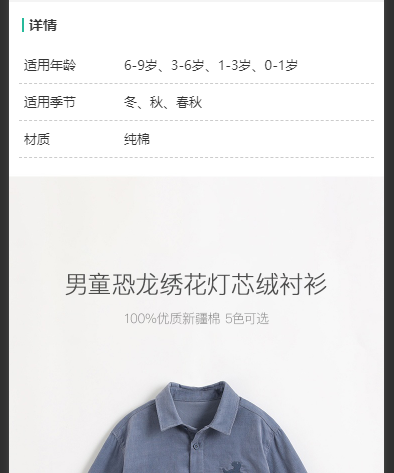 详情
适用年龄 6-9岁、3-6岁、1-3岁、0-1岁
适用季节 冬、秋、春秋
材质 纯棉
男童恐龙绣花灯芯绒衬衫
100%优质新疆棉 5色可选